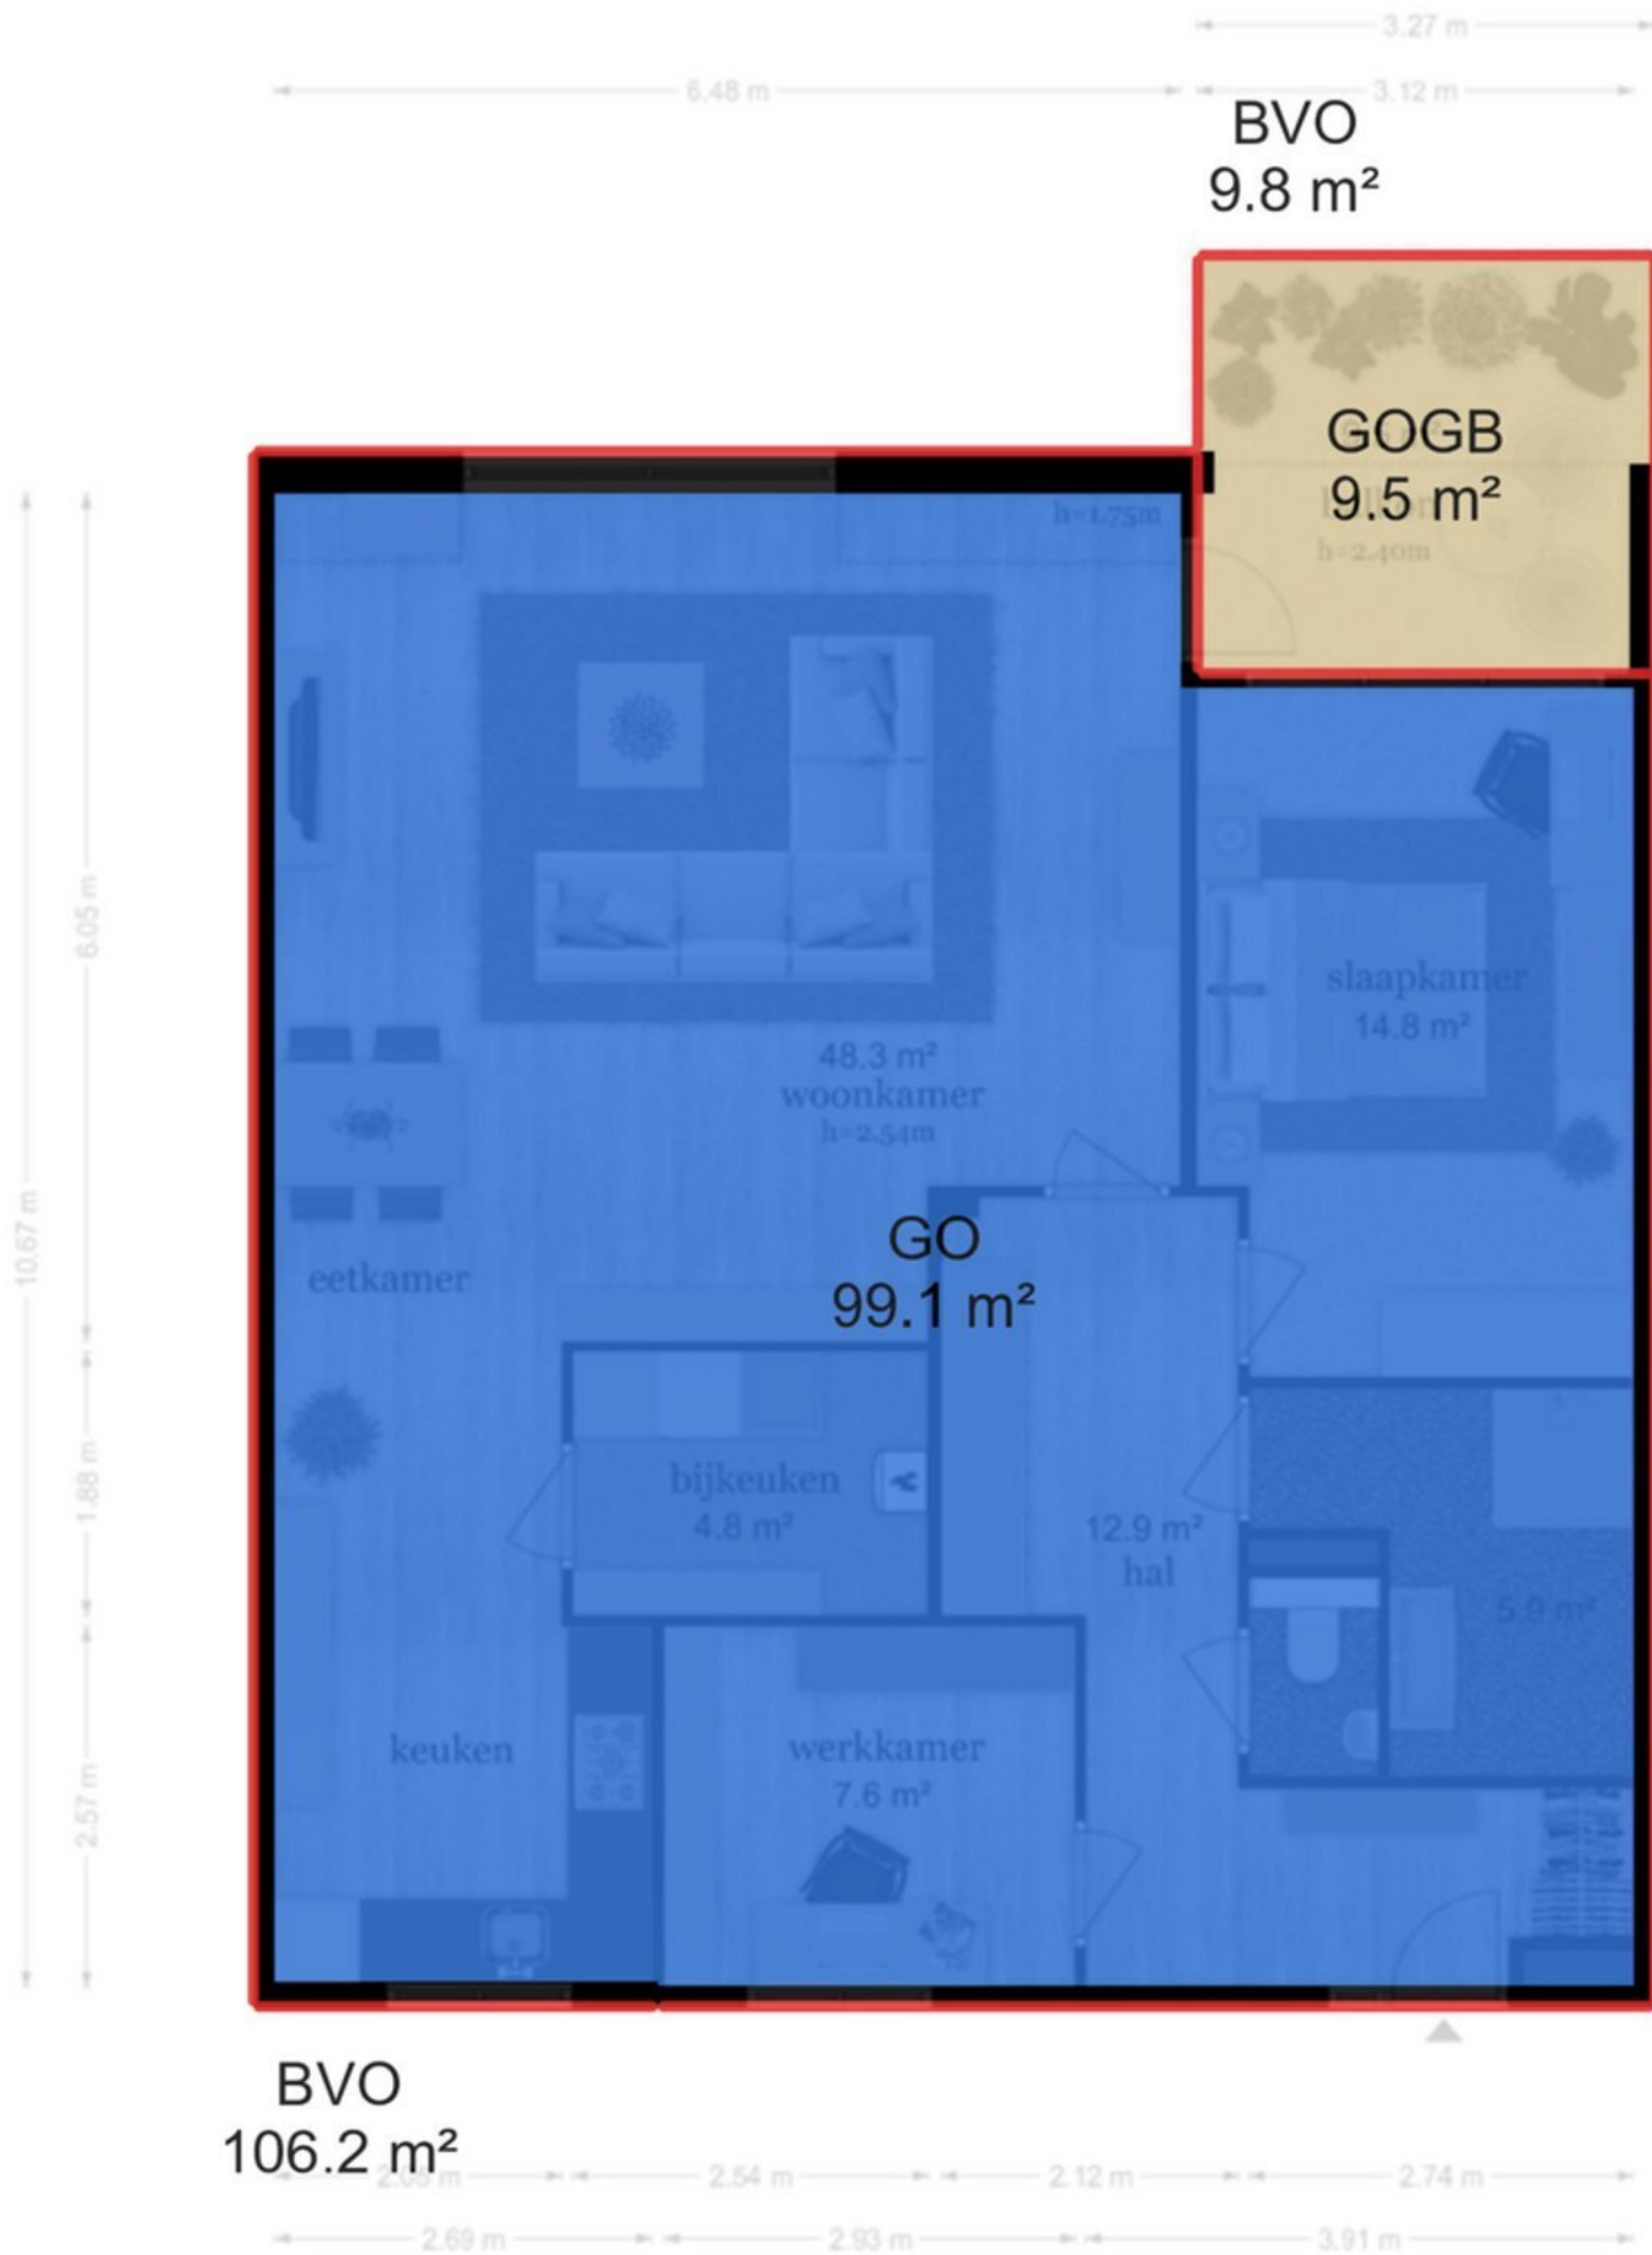 3.27 m
6.48 m
3.12 m
BVO
9.8 m²
GOGB
9.5 m²
h=2.40m
h=1.75m
6.05 m
slaapkamer
14.8 m²
48.3 m²
woonkamer
h=2.54m
10.67 m
GO
99.1 m²
eetkamer
1.88 m
bijkeuken
4.8 m²
12.9 m²
hal
5.9 m²
keuken
werkkamer
7.6 m²
2.57 m
BVO
106.2 m²
2.54 m
2.12 m
2.74 m
2.69 m
2.93 m
3.91 m